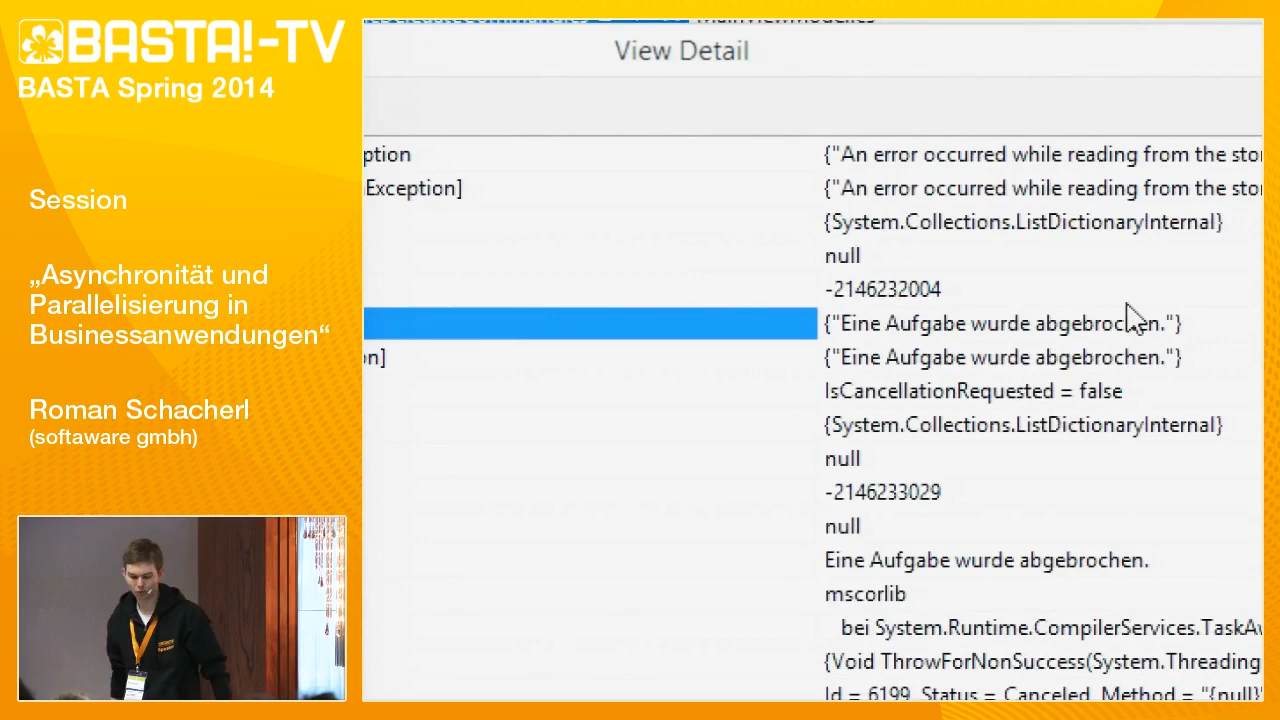 BASTA!-TV
BASTA Spring 2014
Session
„Asynchronität und
Parallelisierung in
Businessanwendungen“
Roman Schacherl
(softaware gmbh)
View Detail
ption {"An error occurred while reading from the sto
Exception] {"An error occurred while reading from the sto
{System.Collections.ListDictionaryInternal}
null
-2146232004
{"Eine Aufgabe wurde abgebrochen."}
on] {"Eine Aufgabe wurde abgebrochen."}
IsCancellationRequested = false
{System.Collections.ListDictionaryInternal}
null
-2146233029
null
Eine Aufgabe wurde abgebrochen.
mscorlib
bei System.Runtime.CompilerServices.TaskAw
{Void ThrowForNonSuccess(System.Threading
Id = 6199, Status = Canceled, Method = "{null}"